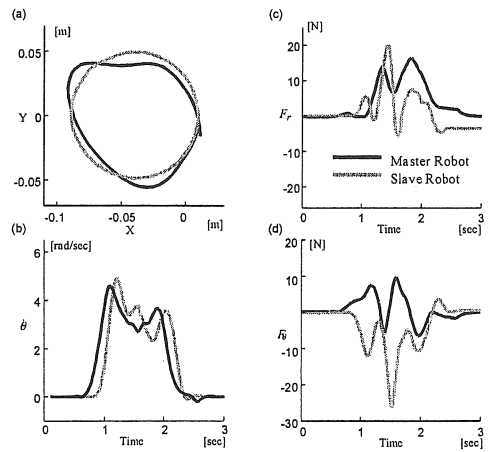 (a)
[m]
0.05
Y 0
-0.05
-0.1 -0.05 0
X [m]
(b)
[rad/sec]
6
4
θ̇
2
0
0 1 2 3
Time [sec]
(c)
[N]
20
10
F_r 0
-10
-20
Master Robot
Slave Robot
0 1 2 3
Time [sec]
(d)
[N]
20
10
0
F_θ
-10
-20
-30
0 1 2 3
Time [sec]